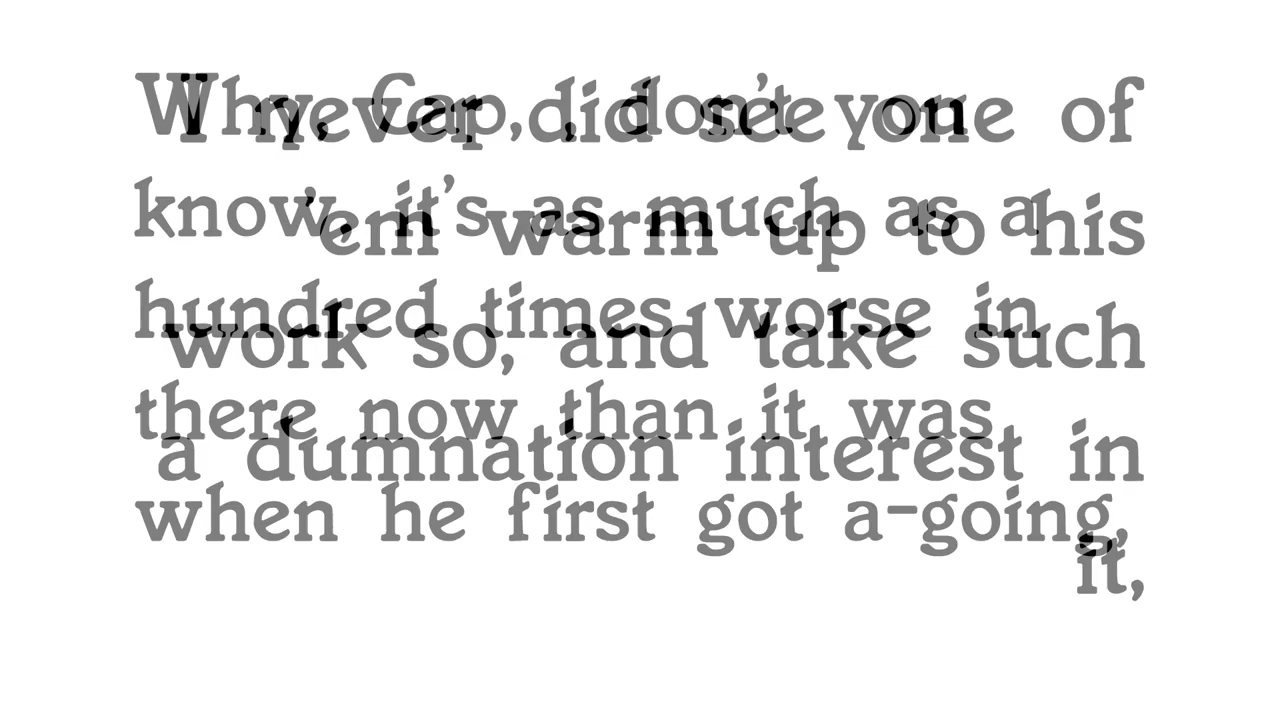 Why, Cap, , don't you
know, it's as much as a
hundred times worse in
there now than it was
when he first got a-going,
I never did see one of
'em warm up to his
work so, and take such
a dumnation interest in
it,